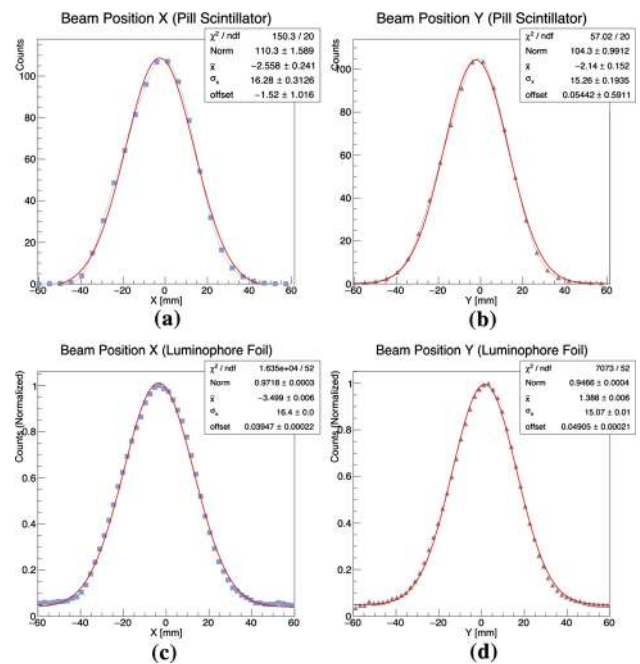 Beam Position X (Pill Scintillator)
Counts
χ² / ndf 150.3 / 20
Norm 110.3 ± 1.589
x̄ −2.558 ± 0.241
σₓ 16.28 ± 0.3126
offset −1.52 ± 1.016
100
80
60
40
20
0
−60 −40 −20 0 20 40 60
X [mm]
(a)
Beam Position Y (Pill Scintillator)
Counts
χ² / ndf 57.02 / 20
Norm 104.3 ± 0.9912
x̄ −2.14 ± 0.152
σₓ 15.26 ± 0.1935
offset 0.05442 ± 0.5911
100
80
60
40
20
0
−60 −40 −20 0 20 40 60
Y [mm]
(b)
Beam Position X (Luminophore Foil)
Counts (Normalized)
χ² / ndf 1.635e+04 / 52
Norm 0.9718 ± 0.0003
x̄ −3.499 ± 0.006
σₓ 16.4 ± 0.0
offset 0.03947 ± 0.00022
1
0.8
0.6
0.4
0.2
0
−60 −40 −20 0 20 40 60
X [mm]
(c)
Beam Position Y (Luminophore Foil)
Counts (Normalized)
χ² / ndf 7073 / 52
Norm 0.9466 ± 0.0004
x̄ 1.388 ± 0.006
σₓ 15.07 ± 0.01
offset 0.04905 ± 0.00021
1
0.8
0.6
0.4
0.2
0
−60 −40 −20 0 20 40 60
Y [mm]
(d)